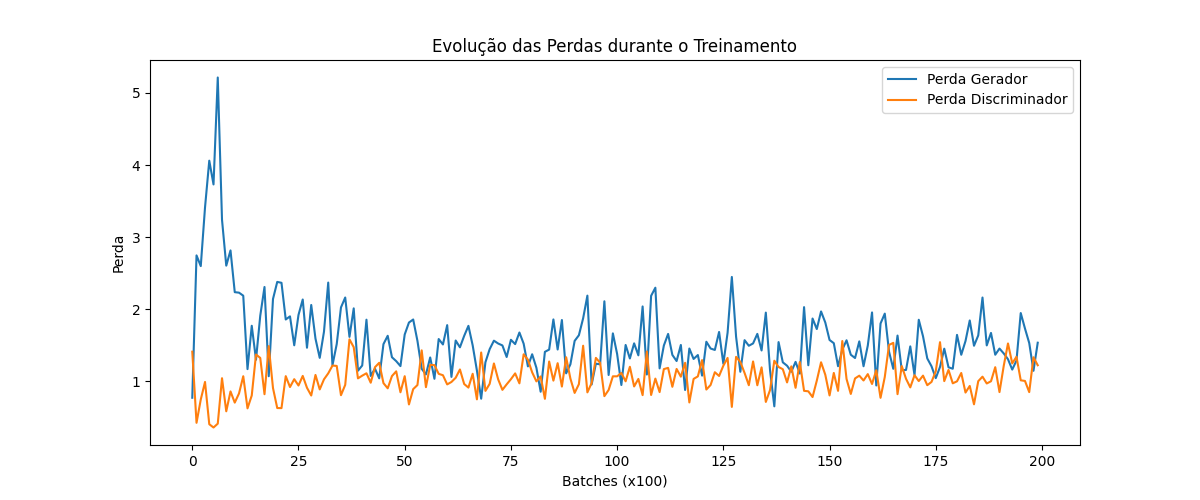 Evolução das Perdas durante o Treinamento
Perda Gerador
Perda Discriminador
5
4
3
2
1
Perda
0 25 50 75 100 125 150 175 200
Batches (x100)